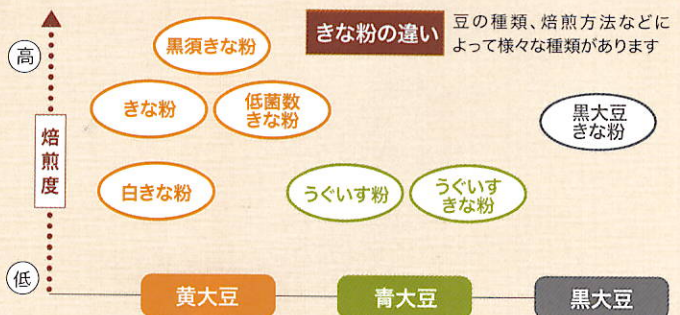 きな粉の違い
豆の種類、焙煎方法などに
よって様々な種類があります
高
焙煎度
低
黒須きな粉
きな粉
低菌数
きな粉
黒大豆
きな粉
白きな粉
うぐいす粉
うぐいす
きな粉
黄大豆
青大豆
黒大豆